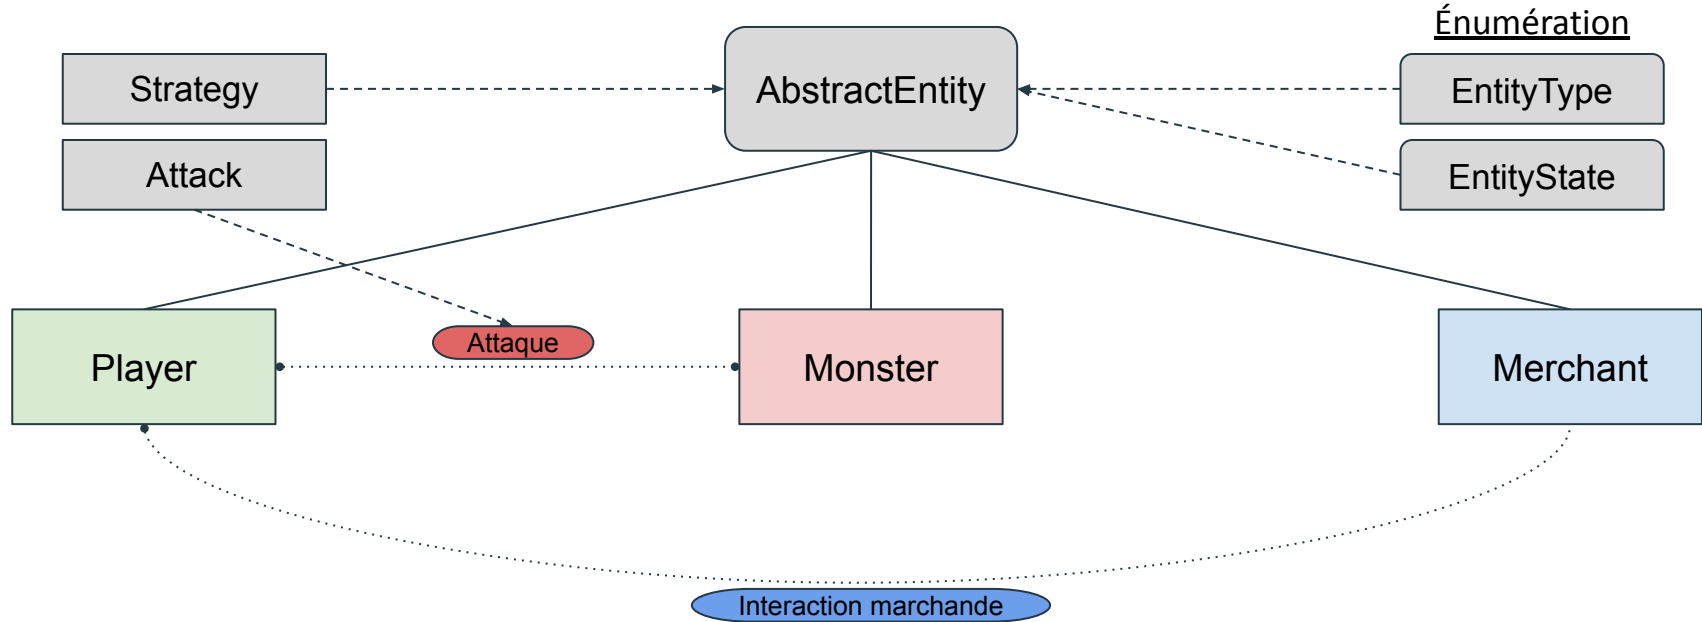 Énumération
Strategy
AbstractEntity
EntityType
Attack
EntityState
Attaque
Player
Monster
Merchant
Interaction marchande